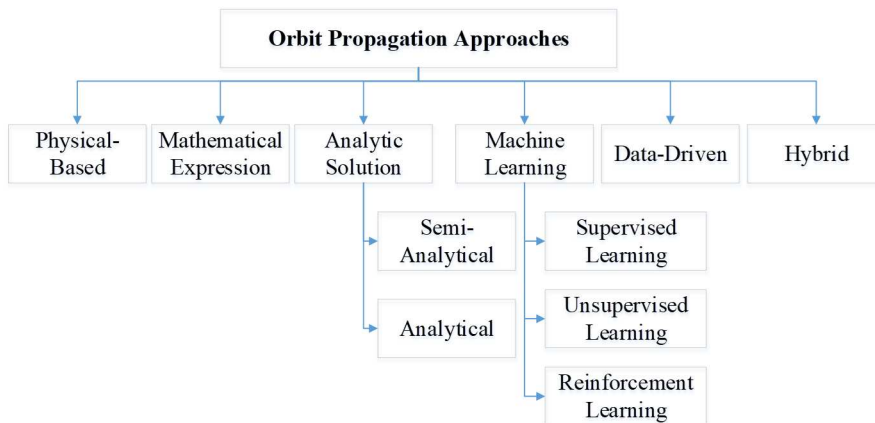 Orbit Propagation Approaches
Physical-
Based
Mathematical
Expression
Analytic
Solution
Machine
Learning
Data-Driven
Hybrid
Semi-
Analytical
Analytical
Supervised
Learning
Unsupervised
Learning
Reinforcement
Learning